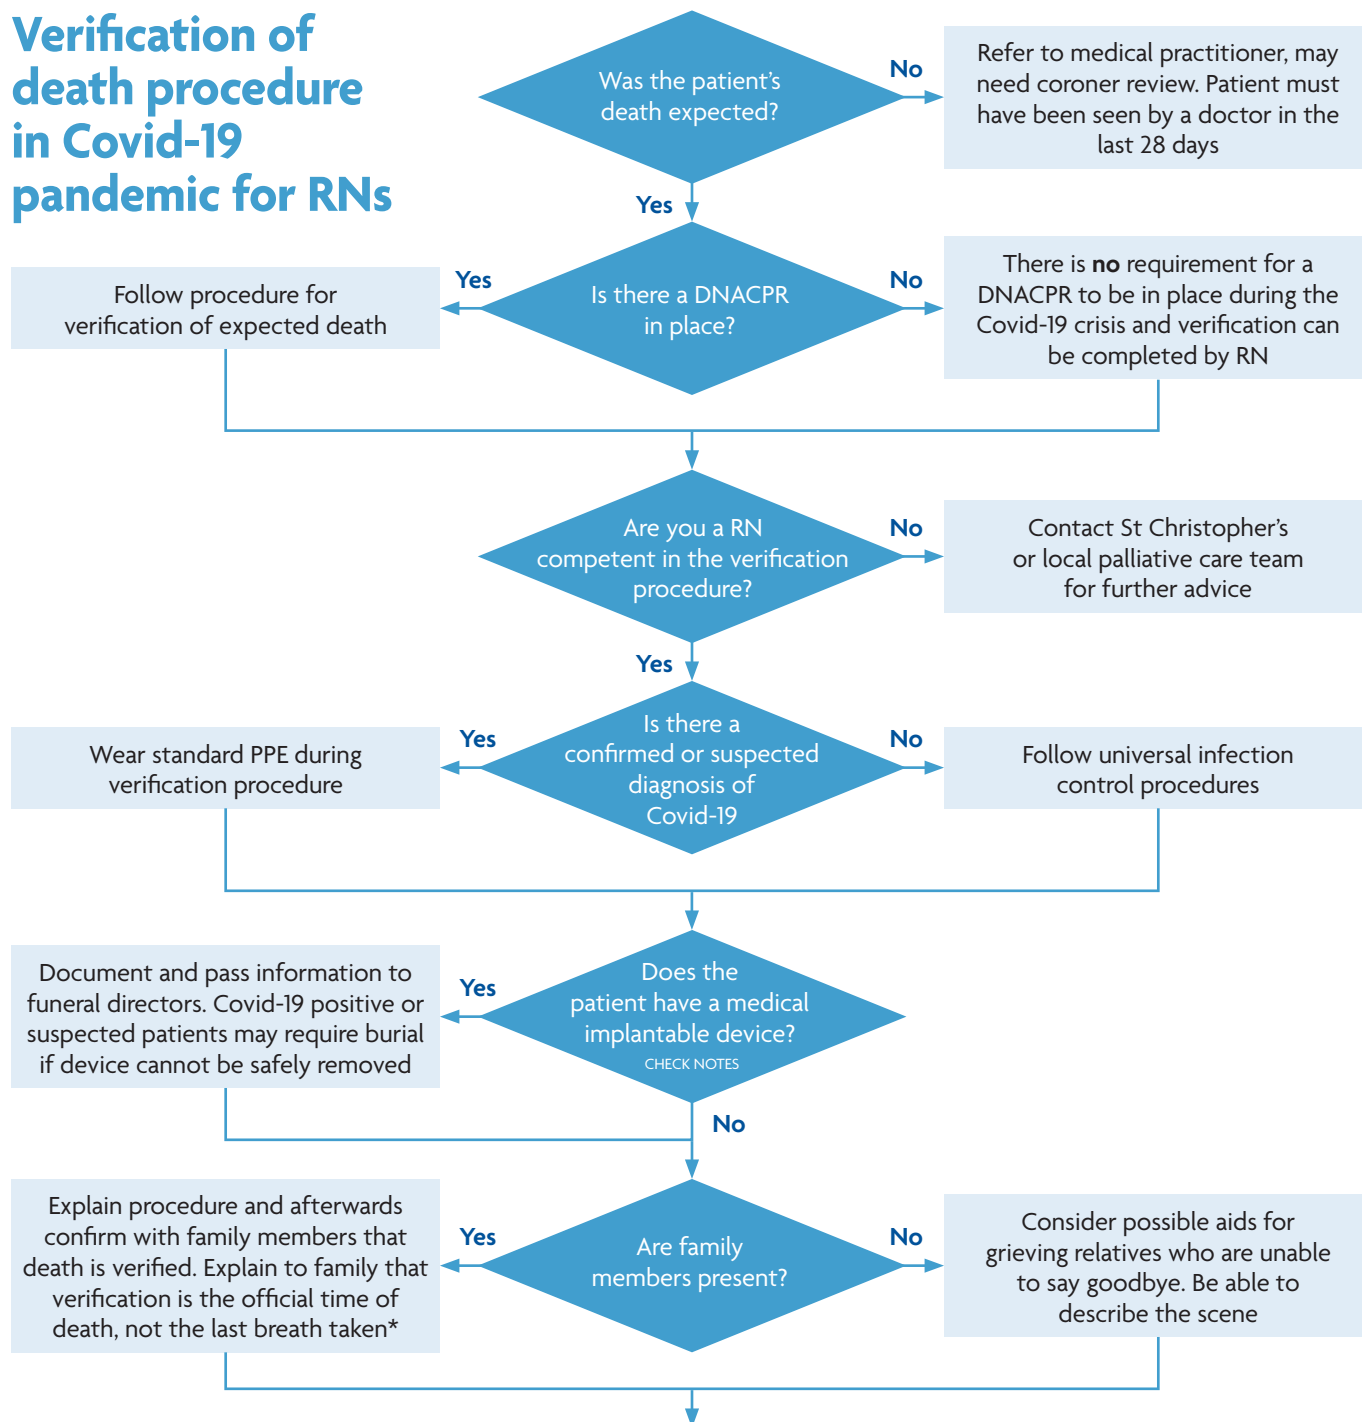 Verification of
death procedure
in Covid-19
pandemic for RNs
Was the patient's
death expected?
No
Refer to medical practitioner, may
need coroner review. Patient must
have been seen by a doctor in the
last 28 days
Yes
Is there a DNACPR
in place?
Yes
Follow procedure for
verification of expected death
No
There is no requirement for a
DNACPR to be in place during the
Covid-19 crisis and verification can
be completed by RN
Are you a RN
competent in the verification
procedure?
No
Contact St Christopher's
or local palliative care team
for further advice
Yes
Is there a
confirmed or suspected
diagnosis of
Covid-19
Yes
Wear standard PPE during
verification procedure
No
Follow universal infection
control procedures
Does the
patient have a medical
implantable device?
CHECK NOTES
Yes
Document and pass information to
funeral directors. Covid-19 positive or
suspected patients may require burial
if device cannot be safely removed
No
Are family
members present?
Yes
Explain procedure and afterwards
confirm with family members that
death is verified. Explain to family that
verification is the official time of
death, not the last breath taken*
No
Consider possible aids for
grieving relatives who are unable
to say goodbye. Be able to
describe the scene